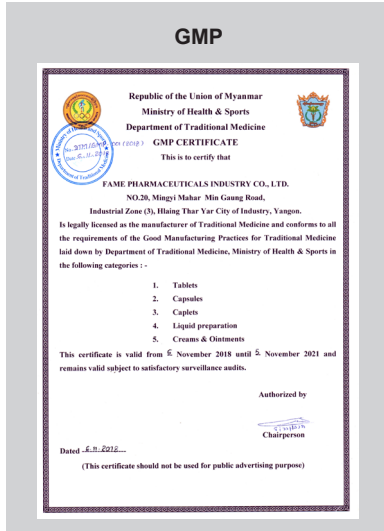 GMP
Republic of the Union of Myanmar
Ministry of Health & Sports
Department of Traditional Medicine
GMP CERTIFICATE
This is to certify that
FAME PHARMACEUTICALS INDUSTRY CO., LTD.
NO.20, Mingyi Mahar Min Gaung Road,
Industrial Zone (3), Hlaing Thar Yar City of Industry, Yangon.
Is legally licensed as the manufacturer of Traditional Medicine and conforms to all
the requirements of the Good Manufacturing Practices for Traditional Medicine
laid down by Department of Traditional Medicine, Ministry of Health & Sports in
the following categories : -
1. Tablets
2. Capsules
3. Caplets
4. Liquid preparation
5. Creams & Ointments
This certificate is valid from 6 November 2018 until 5 November 2021 and
remains valid subject to satisfactory surveillance audits.
Authorized by
Chairperson
Dated 6.11.2018
(This certificate should not be used for public advertising purpose)